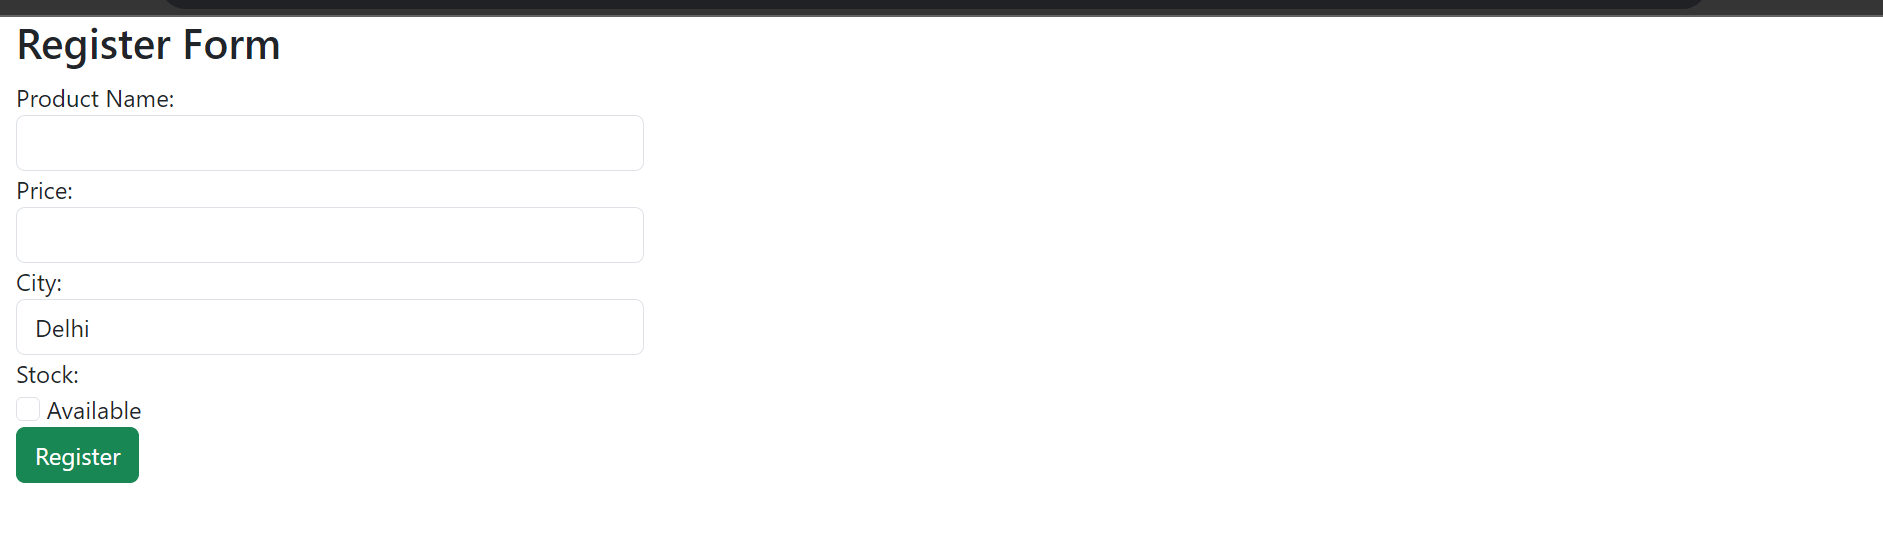 Register Form
Product Name:
Price:
City:
Delhi
Stock:
Available
Register